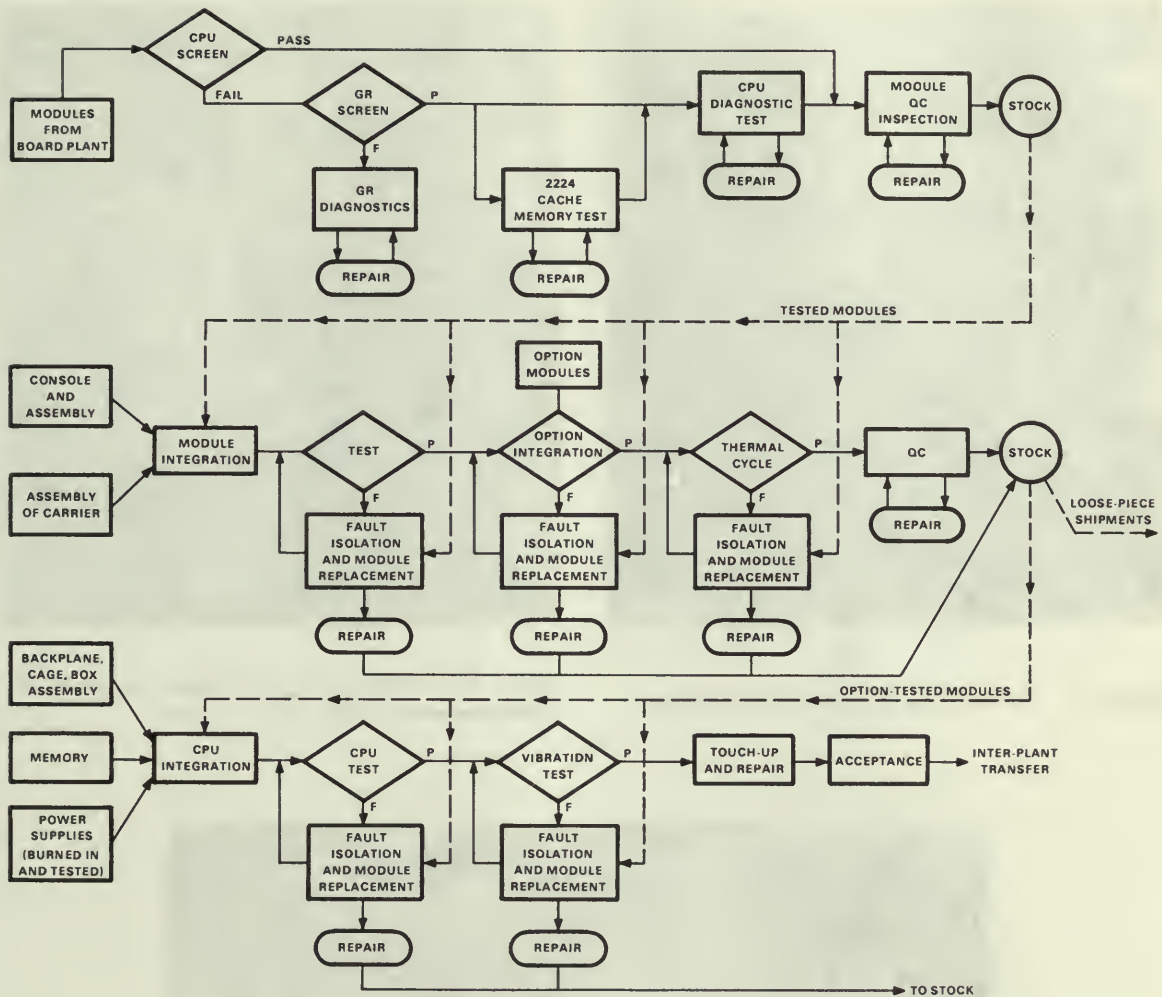 CPU
SCREEN
PASS
FAIL
MODULES
FROM
BOARD PLANT
GR
SCREEN
P
F
GR
DIAGNOSTICS
REPAIR
2224
CACHE
MEMORY TEST
REPAIR
CPU
DIAGNOSTIC
TEST
REPAIR
MODULE
QC
INSPECTION
REPAIR
STOCK
TESTED MODULES
CONSOLE
AND
ASSEMBLY
ASSEMBLY
OF CARRIER
MODULE
INTEGRATION
TEST
P
F
FAULT
ISOLATION
AND MODULE
REPLACEMENT
REPAIR
OPTION
MODULES
OPTION
INTEGRATION
P
F
FAULT
ISOLATION
AND MODULE
REPLACEMENT
REPAIR
THERMAL
CYCLE
P
F
FAULT
ISOLATION
AND MODULE
REPLACEMENT
REPAIR
QC
REPAIR
STOCK
LOOSE-PIECE
SHIPMENTS
OPTION-TESTED MODULES
BACKPLANE,
CAGE, BOX
ASSEMBLY
MEMORY
POWER
SUPPLIES
(BURNED IN
AND TESTED)
CPU
INTEGRATION
CPU
TEST
P
F
FAULT
ISOLATION
AND MODULE
REPLACEMENT
REPAIR
VIBRATION
TEST
P
F
FAULT
ISOLATION
AND MODULE
REPLACEMENT
REPAIR
TOUCH-UP
AND REPAIR
ACCEPTANCE
INTER-PLANT
TRANSFER
TO STOCK